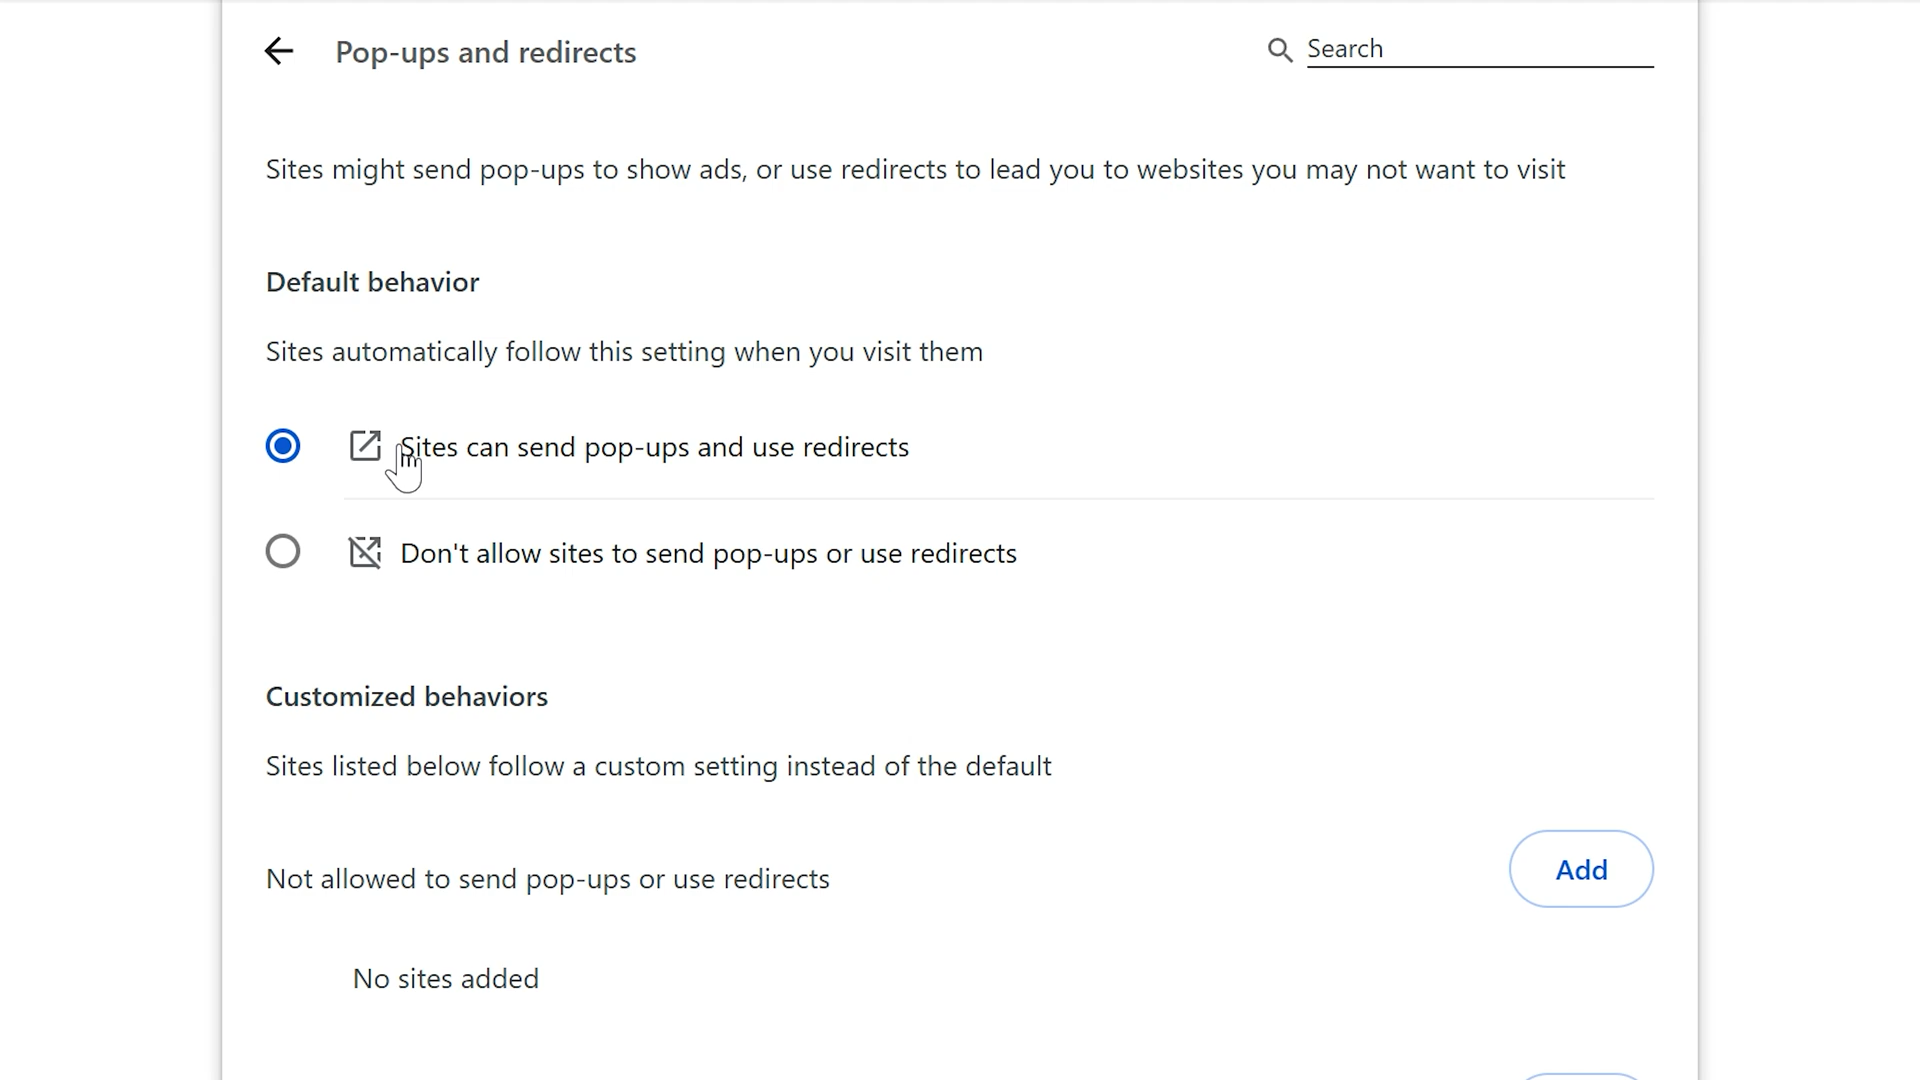 Pop-ups and redirects
Search
Sites might send pop-ups to show ads, or use redirects to lead you to websites you may not want to visit
Default behavior
Sites automatically follow this setting when you visit them
Sites can send pop-ups and use redirects
Don't allow sites to send pop-ups or use redirects
Customized behaviors
Sites listed below follow a custom setting instead of the default
Not allowed to send pop-ups or use redirects
Add
No sites added